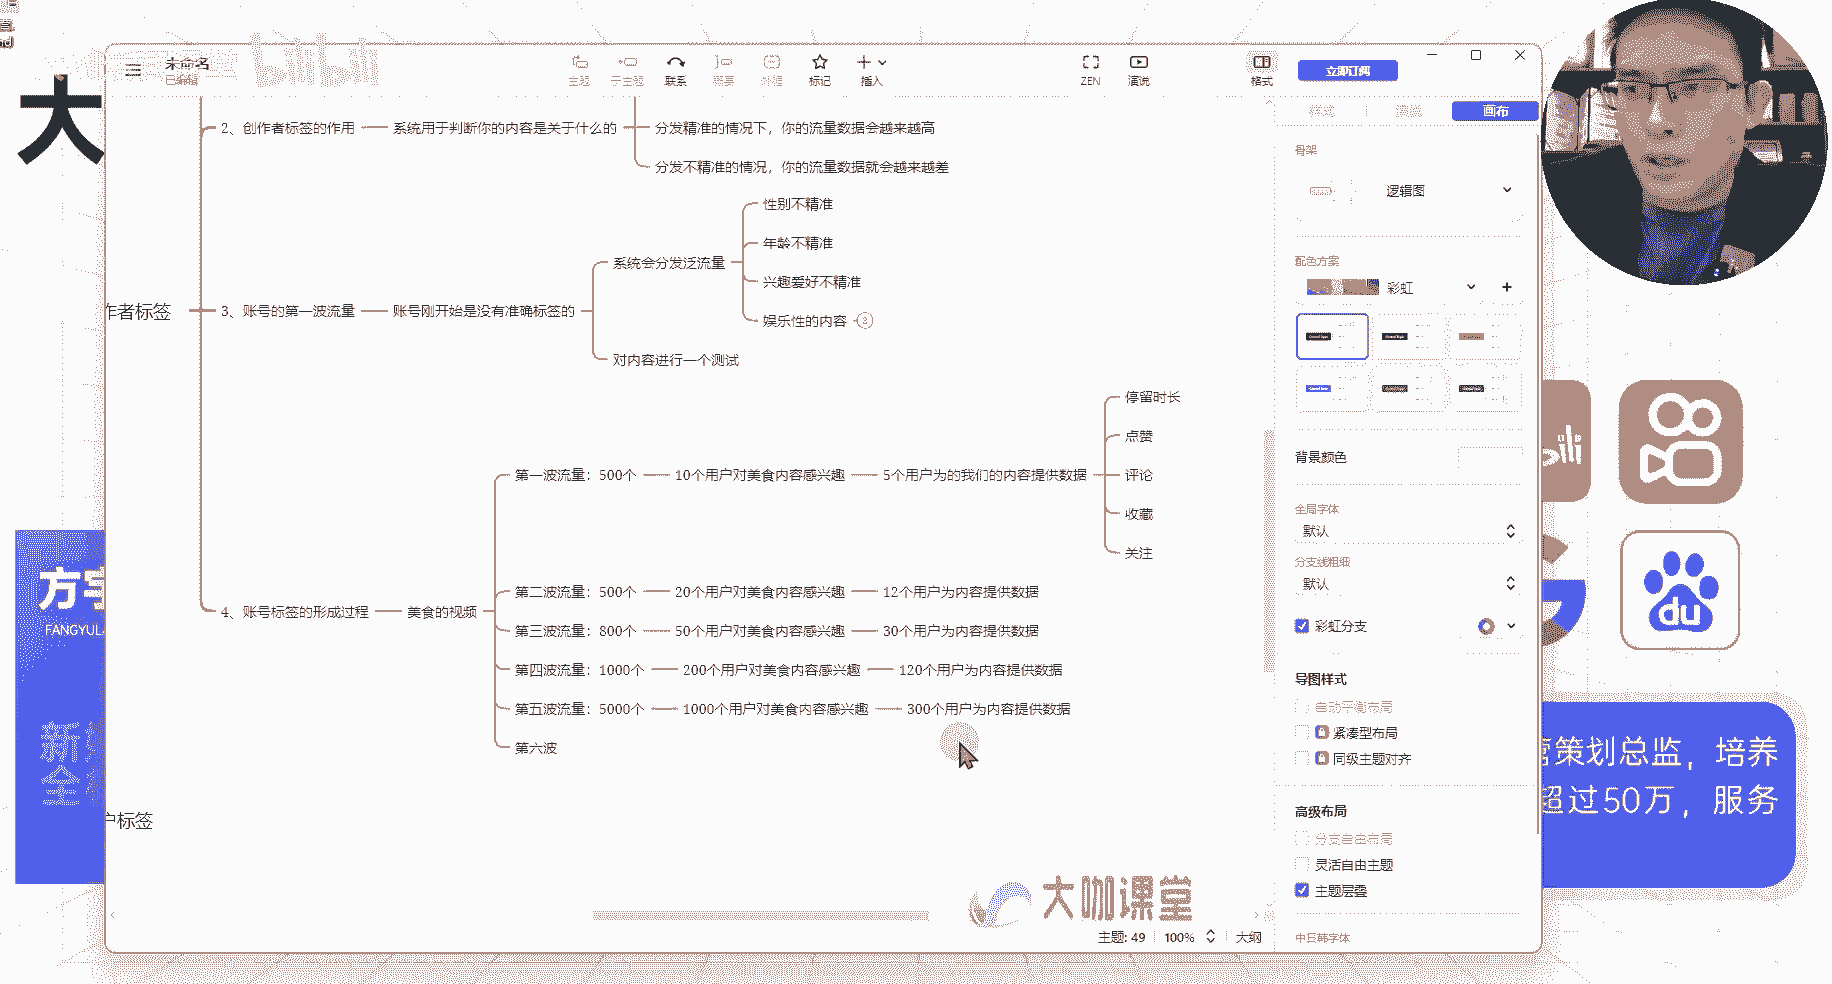 未命名
已编辑
bilibili
主题
子主题
联系
概要
外框
标记
插入
ZEN
演说
格式
立即订阅
大
样式
演说
画布
2、创作者标签的作用
系统用于判断你的内容是关于什么的
分发精准的情况下，你的流量数据会越来越高
分发不精准的情况，你的流量数据就会越来越差
作者标签
3、账号的第一波流量
账号刚开始是没有准确标签的
系统会分发泛流量
性别不精准
年龄不精准
兴趣爱好不精准
娱乐性的内容
2
对内容进行一个测试
4、账号标签的形成过程
美食的视频
第一波流量：500个
10个用户对美食内容感兴趣
5个用户为的我们的内容提供数据
停留时长
点赞
评论
收藏
关注
第二波流量：500个
20个用户对美食内容感兴趣
12个用户为内容提供数据
第三波流量：800个
50个用户对美食内容感兴趣
30个用户为内容提供数据
第四波流量：1000个
200个用户对美食内容感兴趣
120个用户为内容提供数据
第五波流量：5000个
1000个用户对美食内容感兴趣
300个用户为内容提供数据
第六波
户标签
骨架
逻辑图
配色方案
彩虹
背景颜色
全局字体
默认
分支线粗细
默认
彩虹分支
导图样式
自动平衡布局
紧凑型布局
同级主题对齐
高级布局
分支自由布局
灵活自由主题
主题层叠
中日韩字体
大咖课堂
主题: 49
100%
大纲
方宇
FANGYUL
新
全
bili
du
营策划总监，培养
超过50万，服务